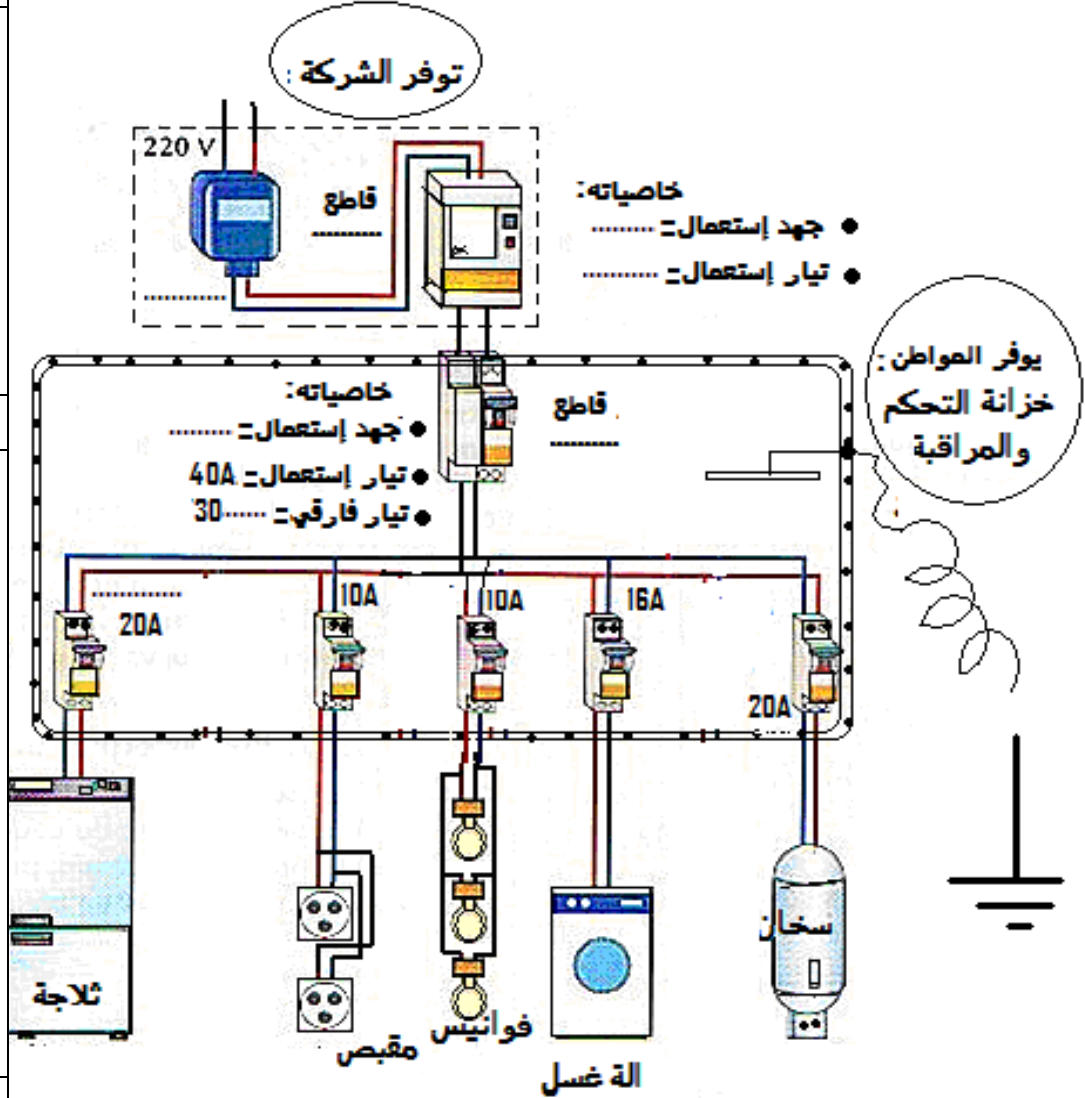 توفر الشركة :
220 V
قاطع
..........
............
خاصياته:
● جهد إستعمال= ..........
● تيار إستعمال= ............
يوفر المواطن :
خزانة التحكم
والمراقبة
خاصياته:
● جهد إستعمال= ..........
● تيار إستعمال= 40A
● تيار فارقي= ......30
قاطع
..........
..............
20A
10A
10A
16A
20A
.....
ثلاجة
مقبص
فوانيس
الة غسل
سخان